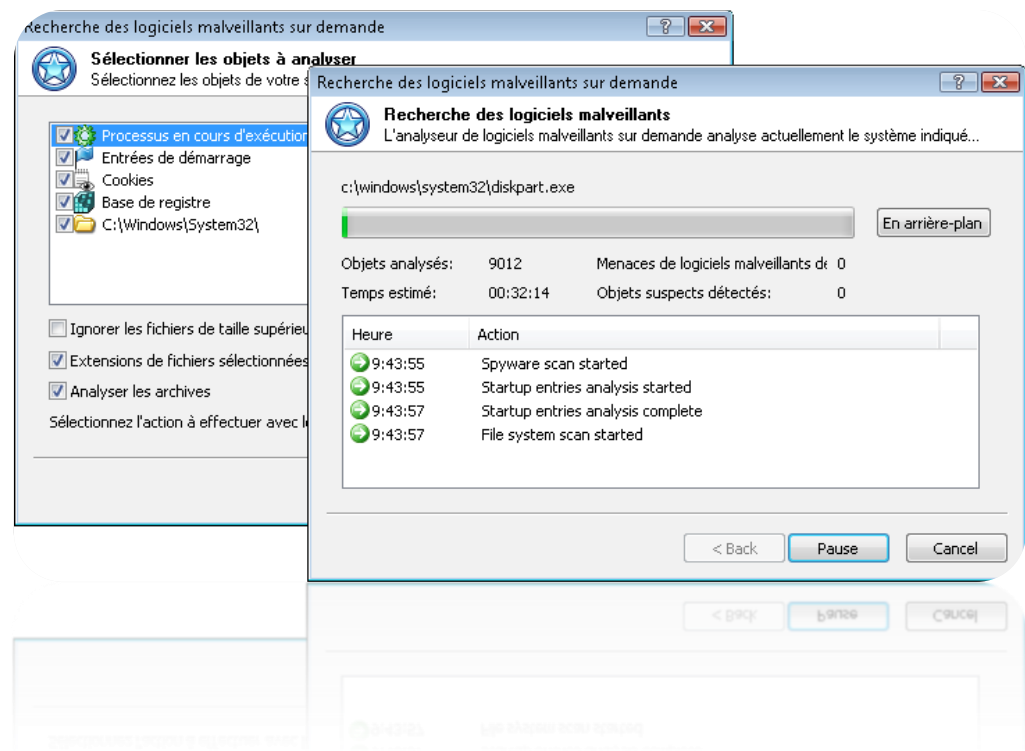 Recherche des logiciels malveillants sur demande
Sélectionner les objets à analyser
Sélectionnez les objets de votre
Processus en cours d'exécution
Entrées de démarrage
Cookies
Base de registre
C:\Windows\System32\
Ignorer les fichiers de taille
Extensions de fichiers sélectionnées
Analyser les archives
Sélectionnez l'action à effectuer avec
Recherche des logiciels malveillants sur demande
Recherche des logiciels malveillants
L'analyseur de logiciels malveillants sur demande analyse actuellement le système indiqué...
c:\windows\system32\diskpart.exe
En arrière-plan
Objets analysés: 9012 Menaces de logiciels malveillants 0
Temps estimé: 00:32:14 Objets suspects détectés: 0
Heure Action
9:43:55 Spyware scan started
9:43:55 Startup entries analysis started
9:43:57 Startup entries analysis complete
9:43:57 File system scan started
< Back Pause Cancel